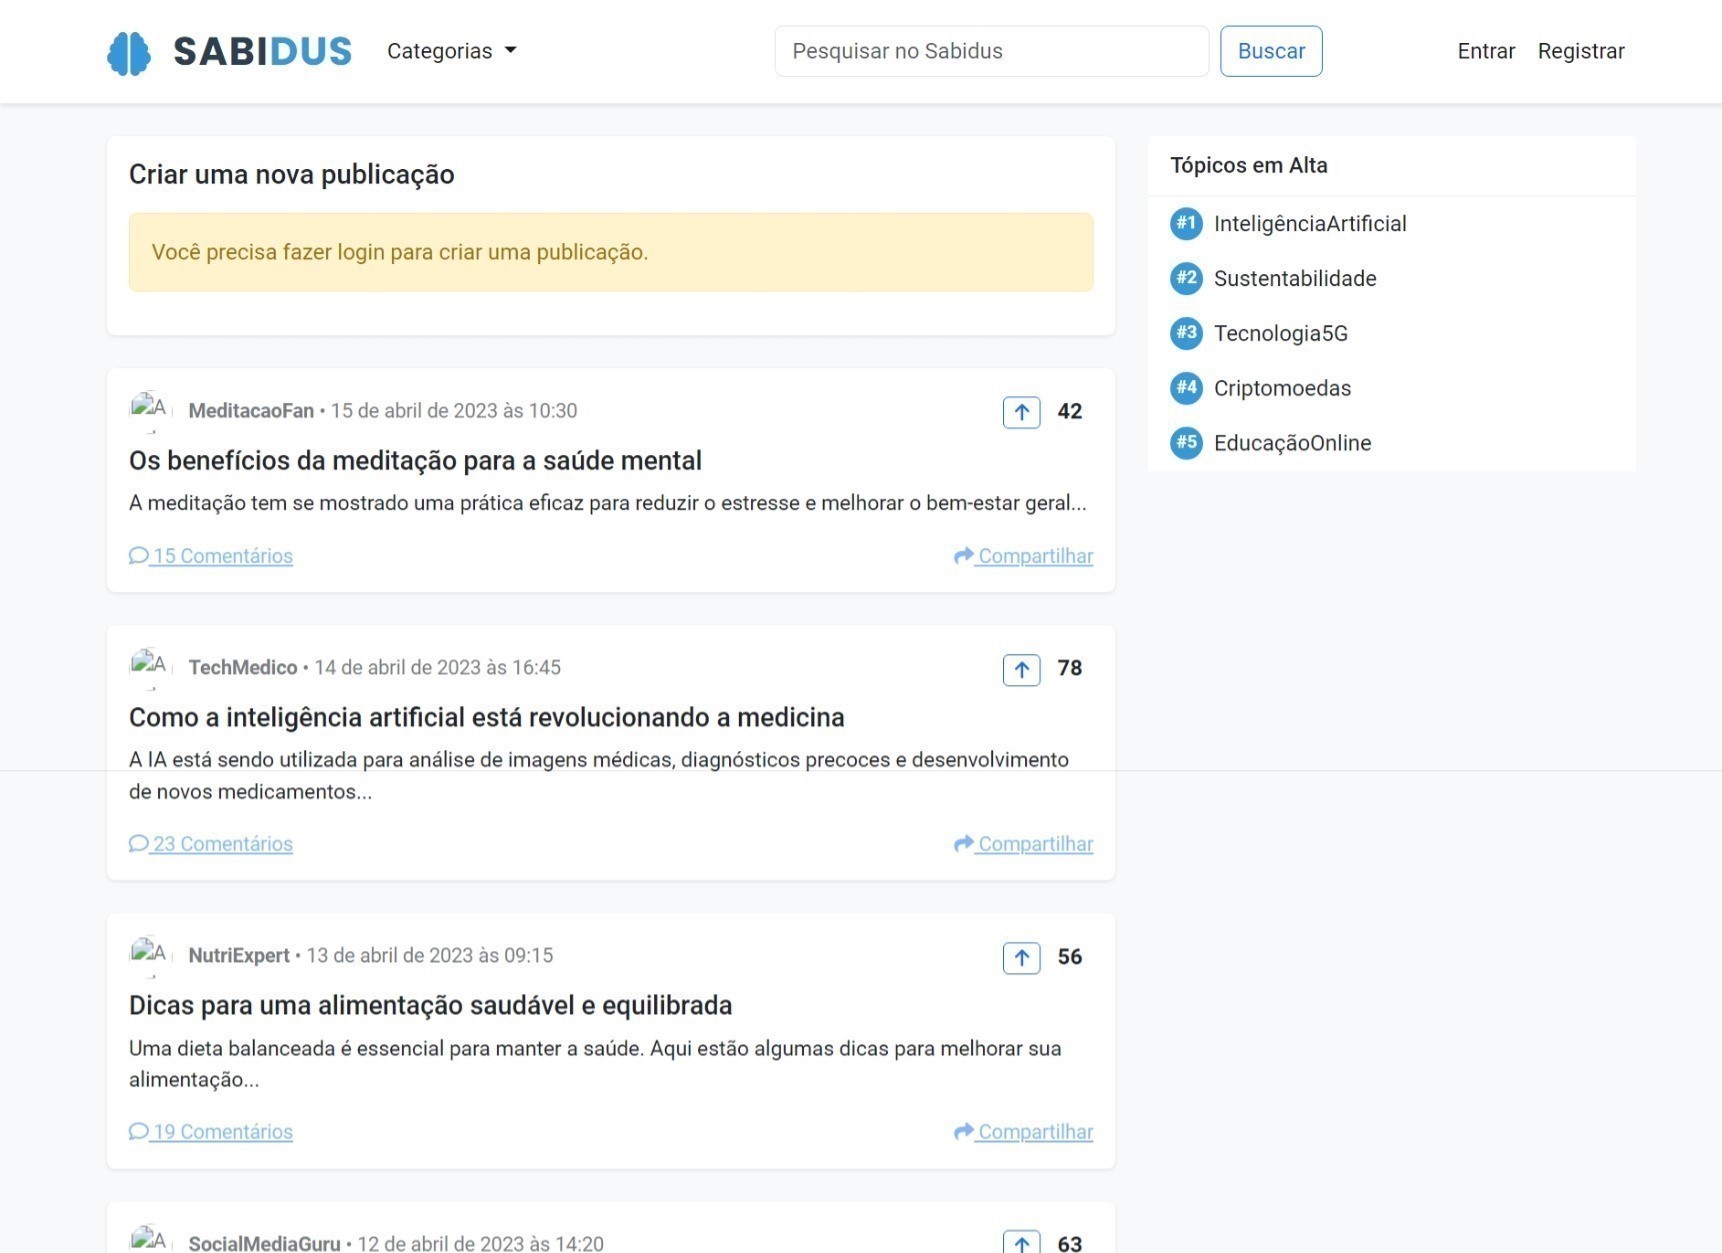 SABIDUS
Categorias
Pesquisar no Sabidus
Buscar
Entrar
Registrar
Criar uma nova publicação
Você precisa fazer login para criar uma publicação.
A
MeditacaoFan • 15 de abril de 2023 às 10:30
42
Os benefícios da meditação para a saúde mental
A meditação tem se mostrado uma prática eficaz para reduzir o estresse e melhorar o bem-estar geral...
15 Comentários
Compartilhar
A
TechMedico • 14 de abril de 2023 às 16:45
78
Como a inteligência artificial está revolucionando a medicina
A IA está sendo utilizada para análise de imagens médicas, diagnósticos precoces e desenvolvimento
de novos medicamentos...
23 Comentários
Compartilhar
A
NutriExpert • 13 de abril de 2023 às 09:15
56
Dicas para uma alimentação saudável e equilibrada
Uma dieta balanceada é essencial para manter a saúde. Aqui estão algumas dicas para melhorar sua
alimentação...
19 Comentários
Compartilhar
A
SocialMediaGuru • 12 de abril de 2023 às 14:20
63
Tópicos em Alta
#1 InteligênciaArtificial
#2 Sustentabilidade
#3 Tecnologia5G
#4 Criptomoedas
#5 EducaçãoOnline